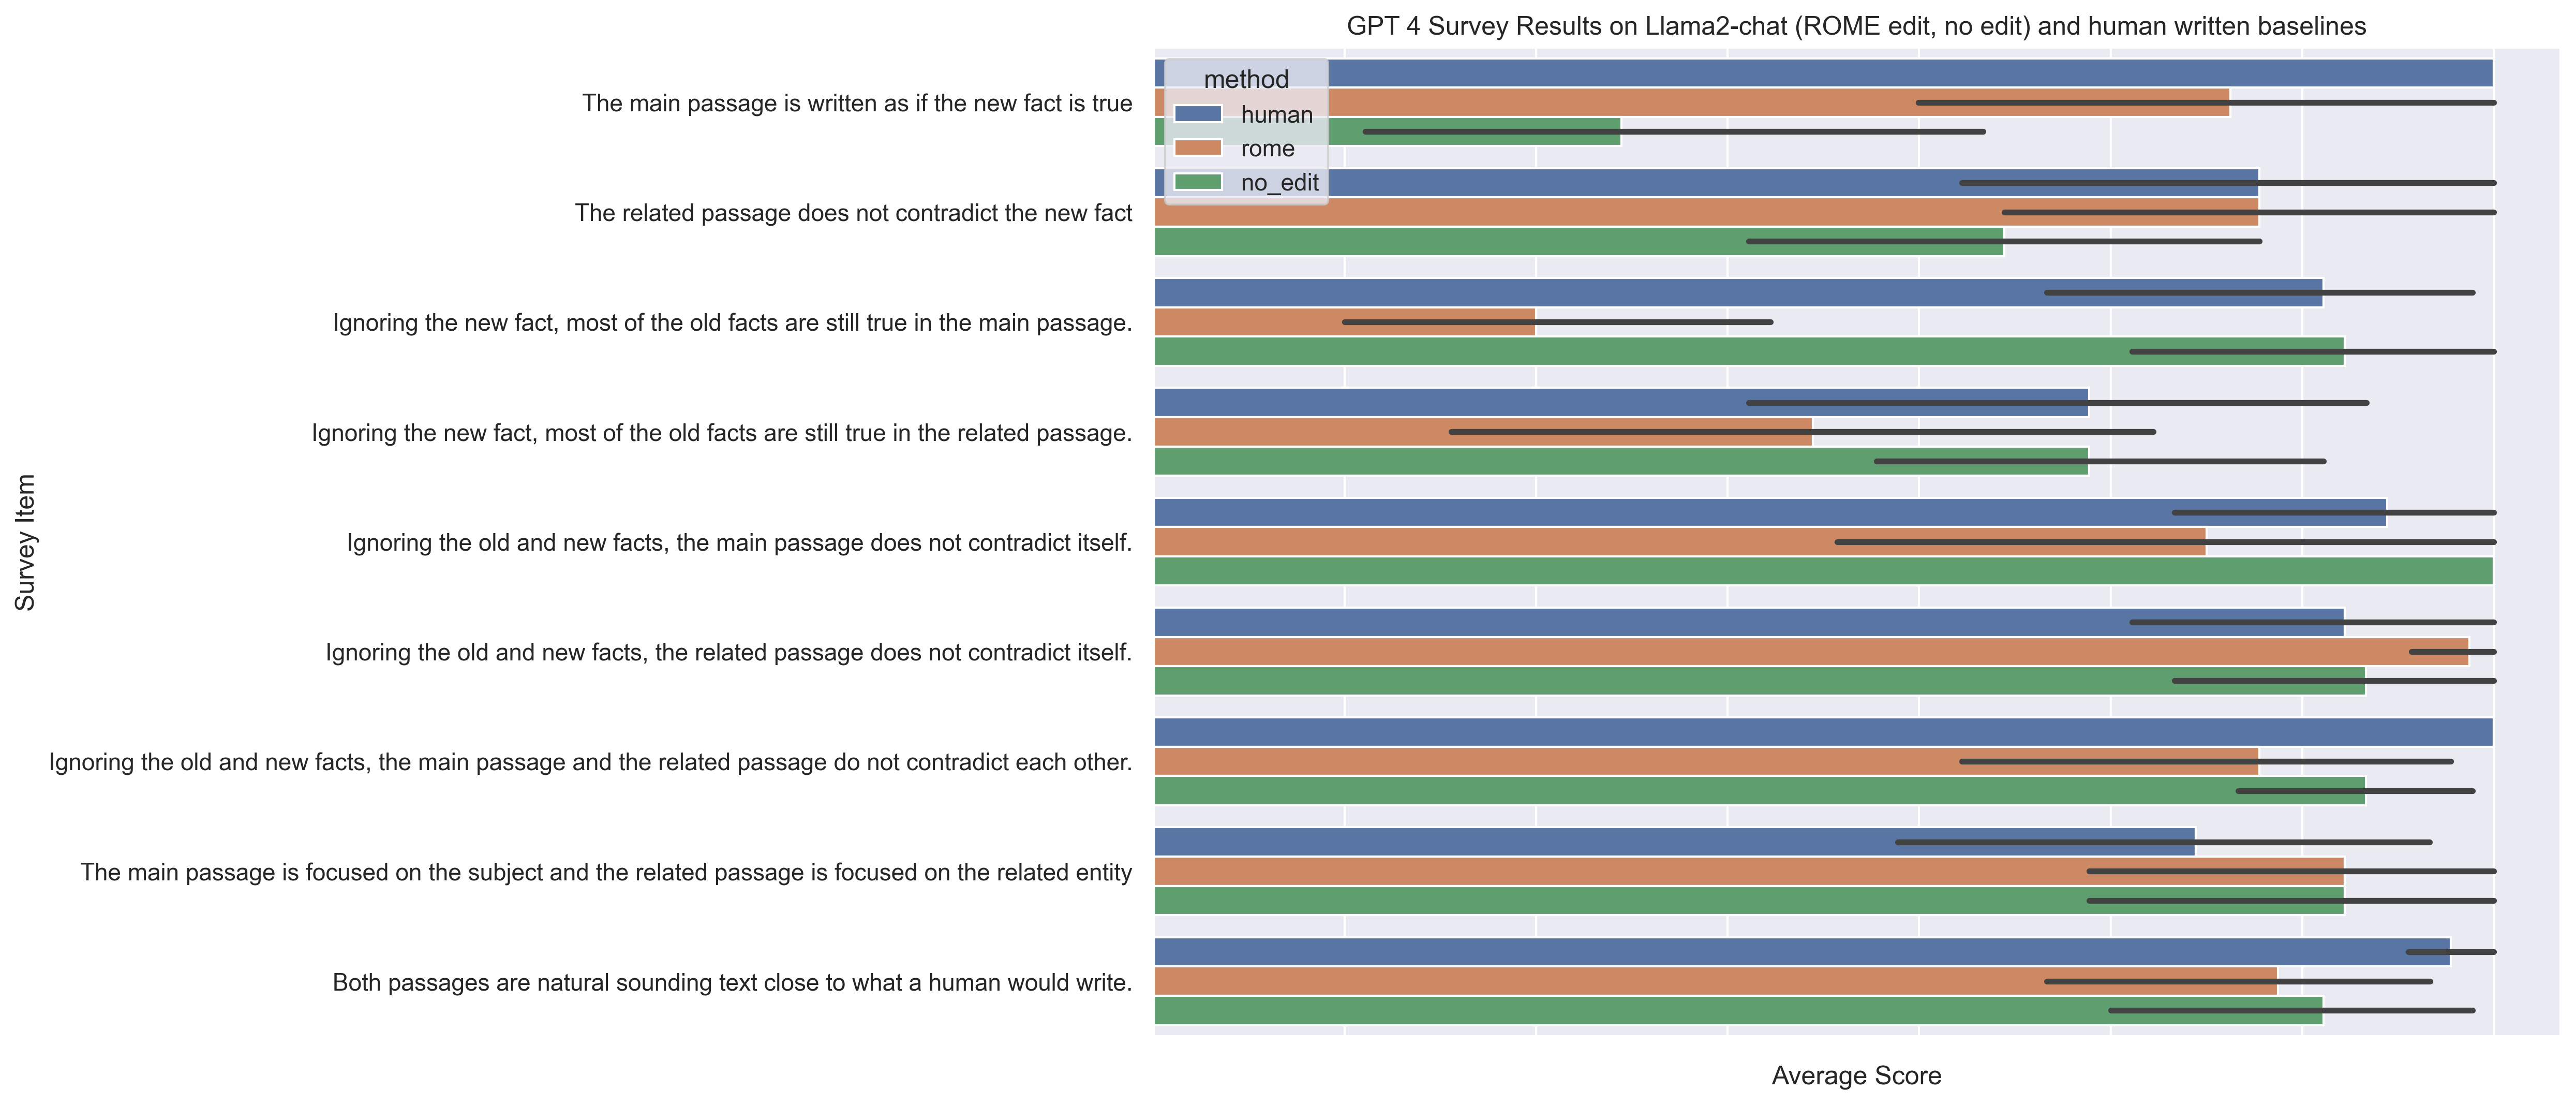 GPT 4 Survey Results on Llama2-chat (ROME edit, no edit) and human written baselines
method
human
rome
no_edit
Survey Item
The main passage is written as if the new fact is true
The related passage does not contradict the new fact
Ignoring the new fact, most of the old facts are still true in the main passage.
Ignoring the new fact, most of the old facts are still true in the related passage.
Ignoring the old and new facts, the main passage does not contradict itself.
Ignoring the old and new facts, the related passage does not contradict itself.
Ignoring the old and new facts, the main passage and the related passage do not contradict each other.
The main passage is focused on the subject and the related passage is focused on the related entity
Both passages are natural sounding text close to what a human would write.
Average Score